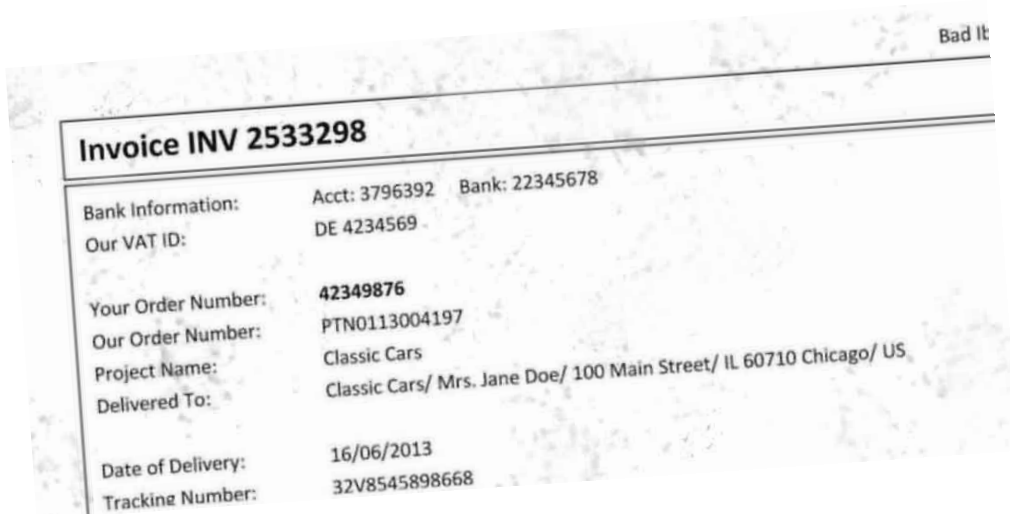 Bad
Invoice INV 2533298
Bank Information: Acct: 3796392 Bank: 22345678
Our VAT ID: DE 4234569
Your Order Number: 42349876
Our Order Number: PTN0113004197
Project Name: Classic Cars
Delivered To: Classic Cars/ Mrs. Jane Doe/ 100 Main Street/ IL 60710 Chicago/ US
Date of Delivery: 16/06/2013
Tracking Number: 32V8545898668